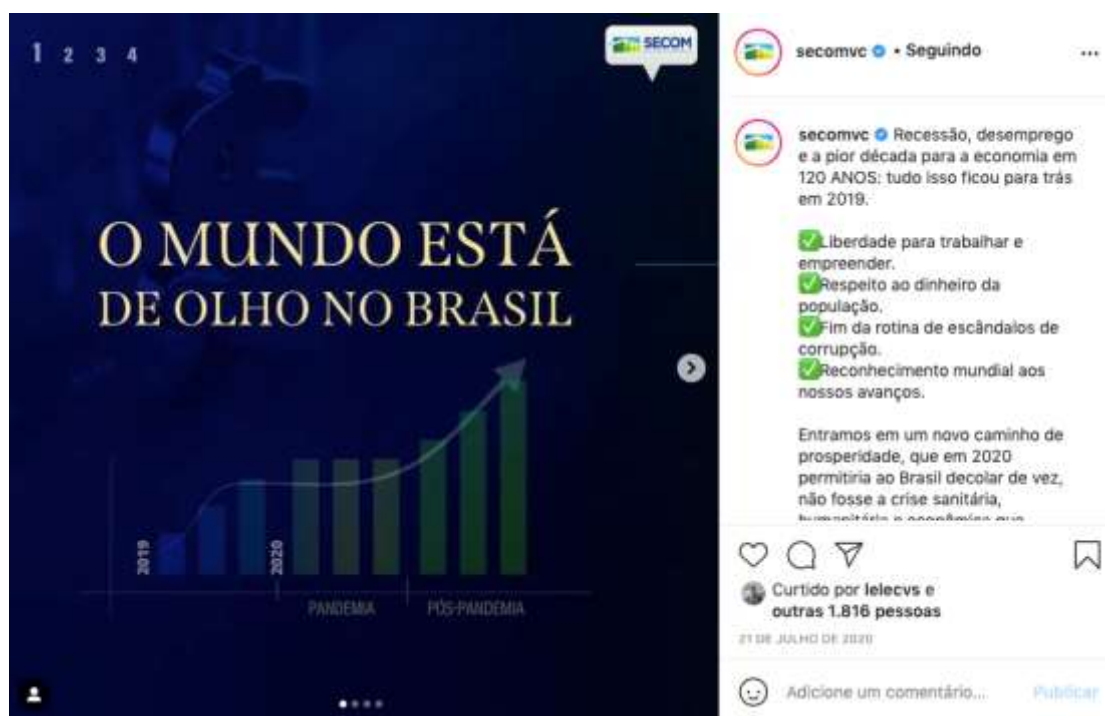 1 2 3 4
SECOM
O MUNDO ESTÁ
DE OLHO NO BRASIL
2019
2020
PANDEMIA
PÓS-PANDEMIA
secomvc • Seguindo
...
secomvc Recessão, desemprego
e a pior década para a economia em
120 ANOS: tudo isso ficou para trás
em 2019.
✅Liberdade para trabalhar e
empreender.
✅Respeito ao dinheiro da
população.
✅Fim da rotina de escândalos de
corrupção.
✅Reconhecimento mundial aos
nossos avanços.
Entramos em um novo caminho de
prosperidade, que em 2020
permitiria ao Brasil decolar de vez,
não fosse a crise sanitária,
humanitária e econômica que
Curtido por lelecvs e
outras 1.816 pessoas
21 DE JULHO DE 2020
Adicione um comentário...
Publicar